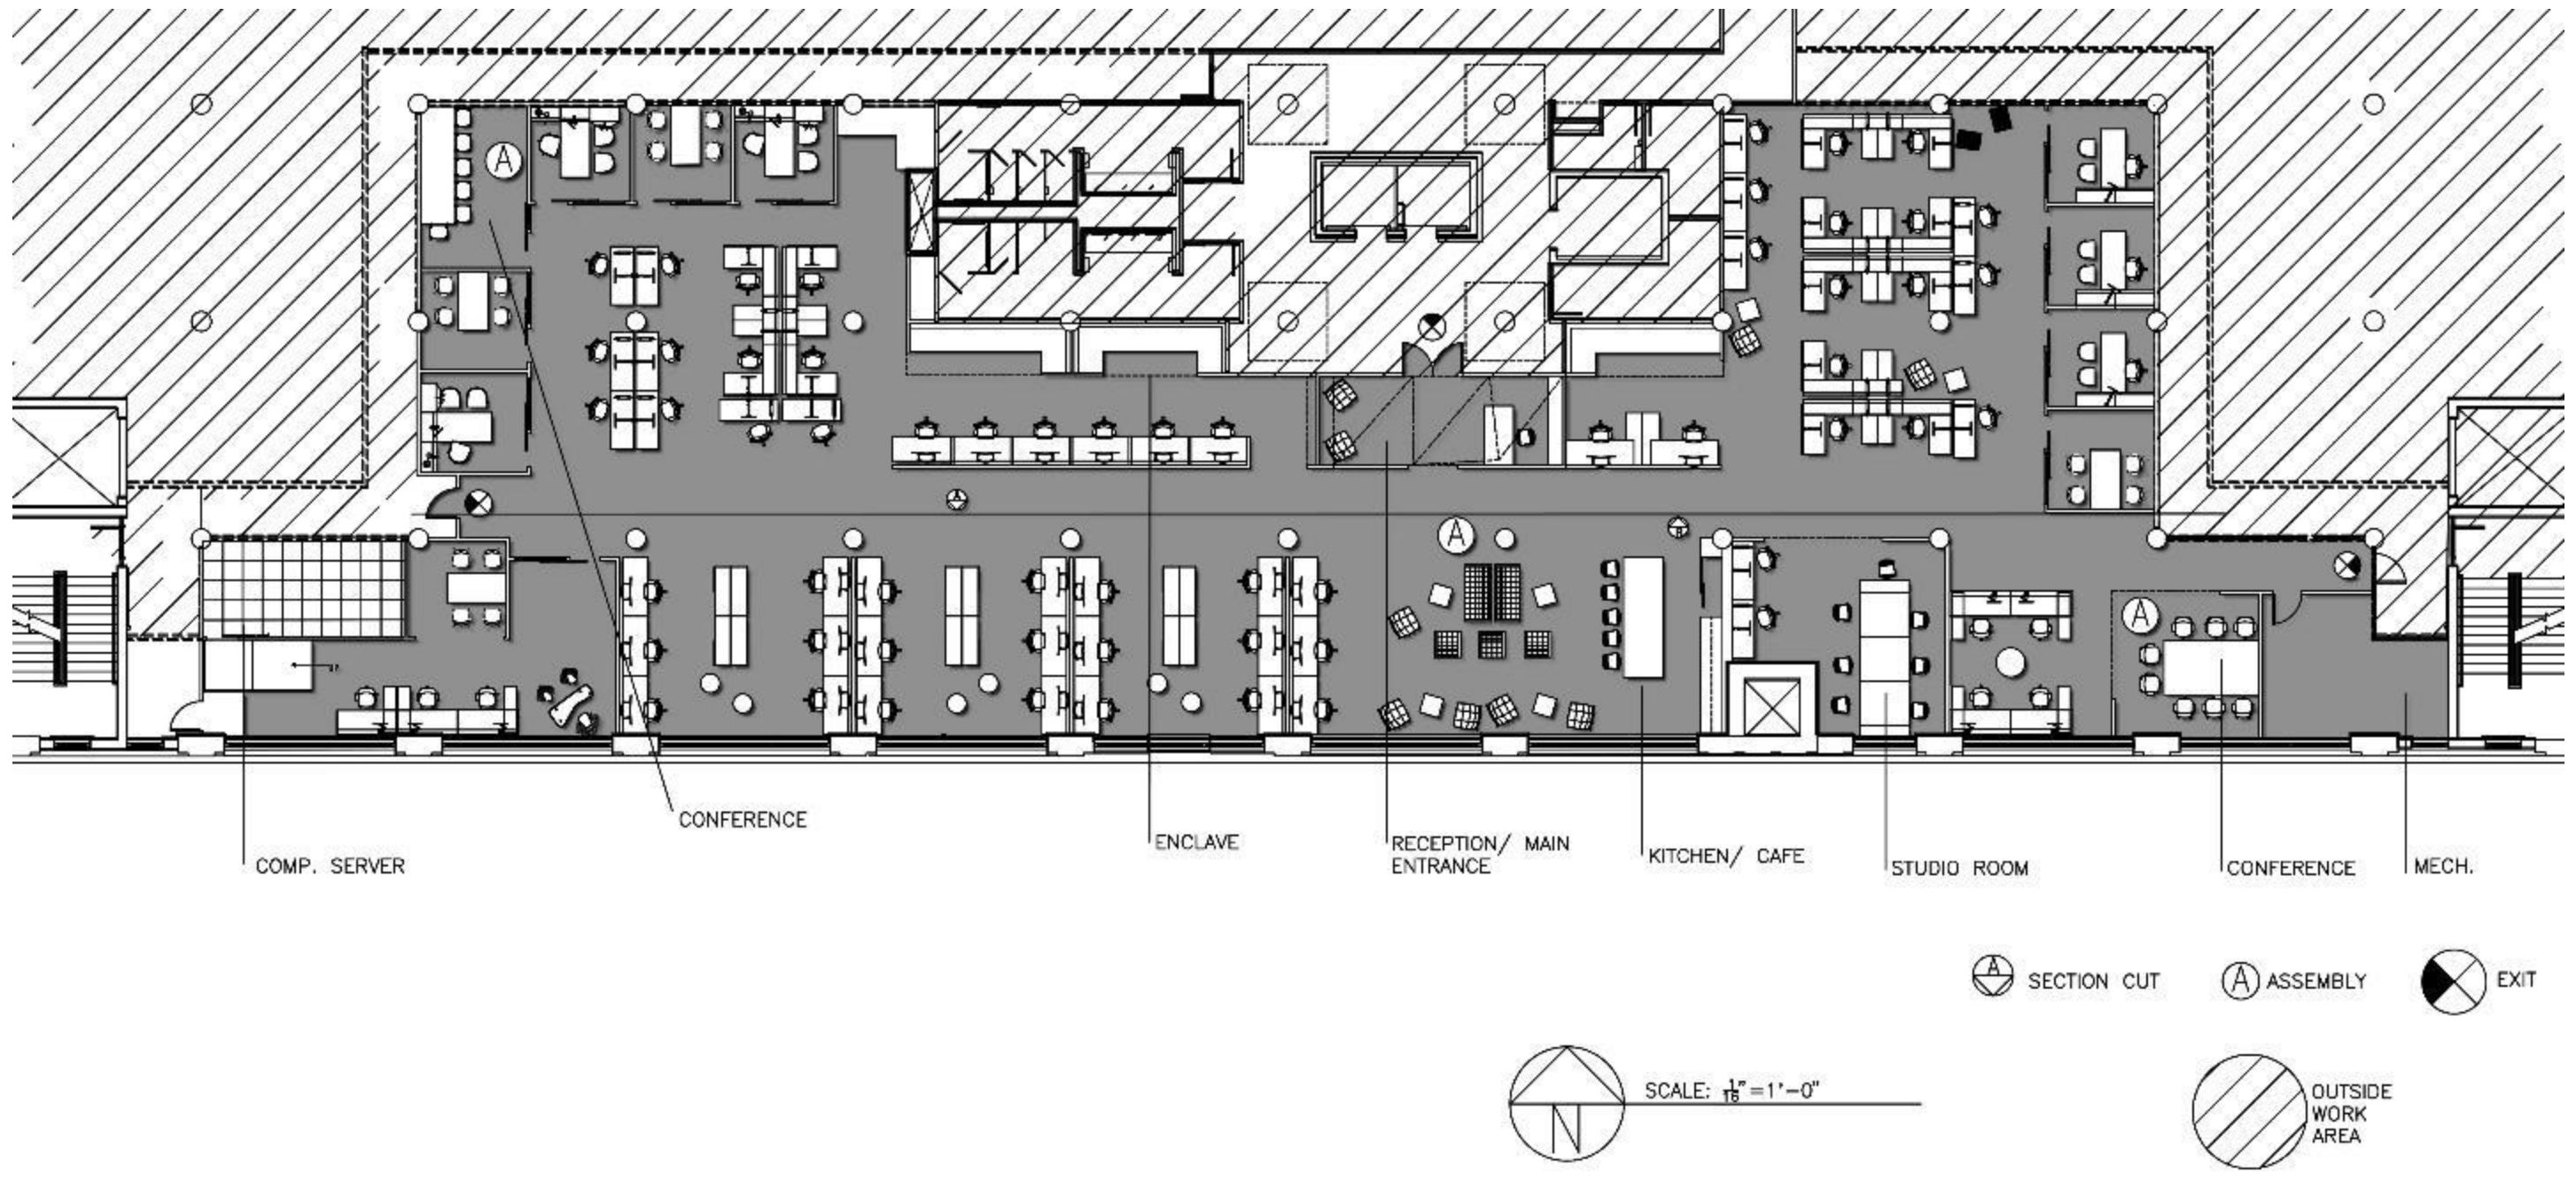 A
A
A
A
A
CONFERENCE
COMP. SERVER
ENCLAVE
RECEPTION/ MAIN
ENTRANCE
KITCHEN/ CAFE
STUDIO ROOM
CONFERENCE
MECH.
A SECTION CUT
A ASSEMBLY
EXIT
N
SCALE: 1/16"=1'-0"
OUTSIDE
WORK
AREA